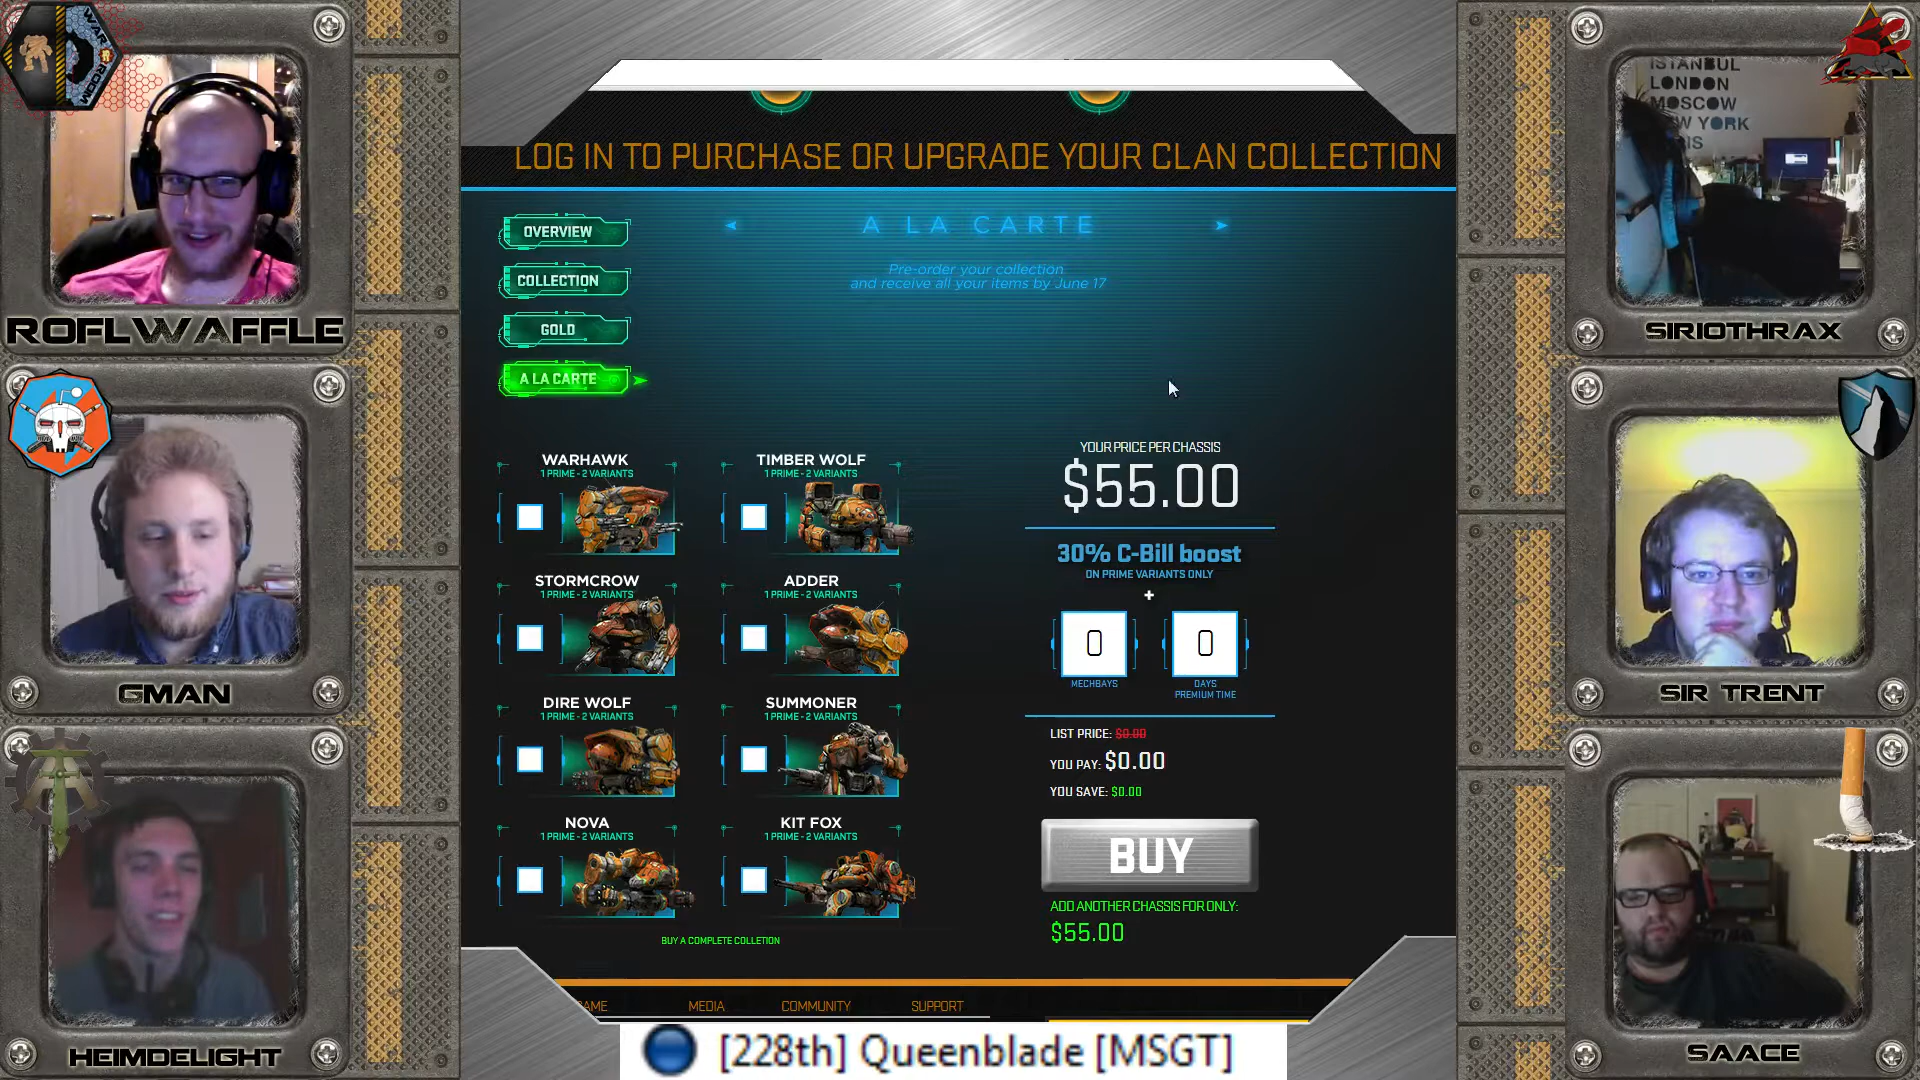 WAR ROOM
ROFLWAFFLE
GMAN
HEIMDELIGHT
LOG IN TO PURCHASE OR UPGRADE YOUR CLAN COLLECTION
OVERVIEW
COLLECTION
GOLD
A LA CARTE
A LA CARTE
Pre-order your collection
and receive all your items by June 17
WARHAWK
1 PRIME - 2 VARIANTS
TIMBER WOLF
1 PRIME - 2 VARIANTS
STORMCROW
1 PRIME - 2 VARIANTS
ADDER
1 PRIME - 2 VARIANTS
DIRE WOLF
1 PRIME - 2 VARIANTS
SUMMONER
1 PRIME - 2 VARIANTS
NOVA
1 PRIME - 2 VARIANTS
KIT FOX
1 PRIME - 2 VARIANTS
BUY A COMPLETE COLLETION
YOUR PRICE PER CHASSIS
$55.00
30% C-Bill boost
ON PRIME VARIANTS ONLY
+
0 0
MECHBAYS
DAYS
PREMIUM TIME
LIST PRICE: $0.00
YOU PAY: $0.00
YOU SAVE: $0.00
BUY
ADD ANOTHER CHASSIS FOR ONLY:
$55.00
AME MEDIA COMMUNITY SUPPORT
[228th] Queenblade [MSGT]
ISTANBUL
LONDON
MOSCOW
NEW YORK
SIRIOTHRAX
SIR TRENT
SAACE